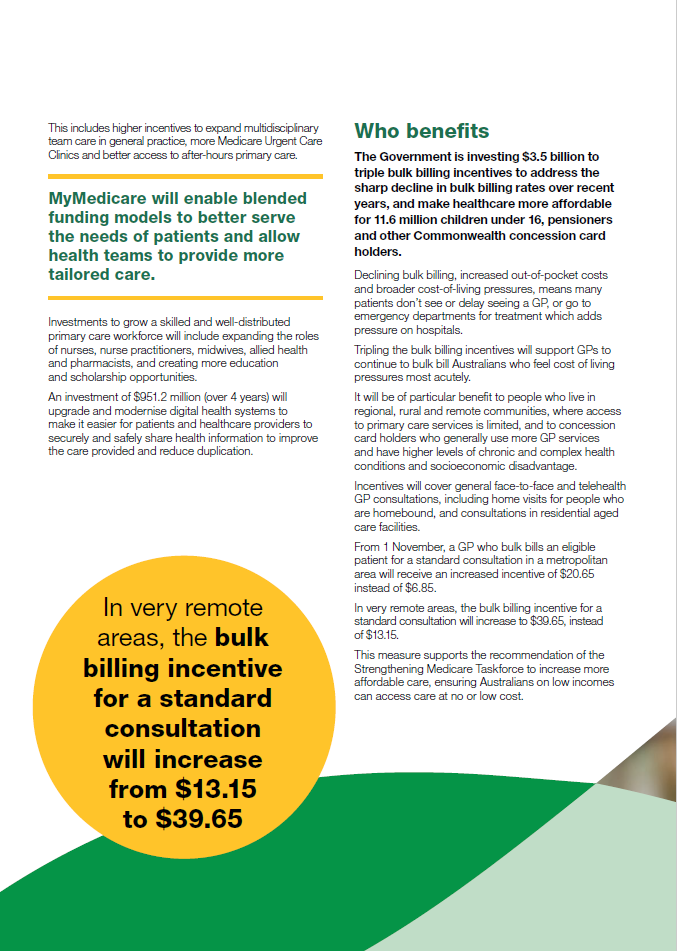 This includes higher incentives to expand multidisciplinary
team care in general practice, more Medicare Urgent Care
Clinics and better access to after-hours primary care.
MyMedicare will enable blended
funding models to better serve
the needs of patients and allow
health teams to provide more
tailored care.
Investments to grow a skilled and well-distributed
primary care workforce will include expanding the roles
of nurses, nurse practitioners, midwives, allied health
and pharmacists, and creating more education
and scholarship opportunities.
An investment of $951.2 million (over 4 years) will
upgrade and modernise digital health systems to
make it easier for patients and healthcare providers to
securely and safely share health information to improve
the care provided and reduce duplication.
In very remote
areas, the bulk
billing incentive
for a standard
consultation
will increase
from $13.15
to $39.65
Who benefits
The Government is investing $3.5 billion to
triple bulk billing incentives to address the
sharp decline in bulk billing rates over recent
years, and make healthcare more affordable
for 11.6 million children under 16, pensioners
and other Commonwealth concession card
holders.
Declining bulk billing, increased out-of-pocket costs
and broader cost-of-living pressures, means many
patients don't see or delay seeing a GP, or go to
emergency departments for treatment which adds
pressure on hospitals.
Tripling the bulk billing incentives will support GPs to
continue to bulk bill Australians who feel cost of living
pressures most acutely.
It will be of particular benefit to people who live in
regional, rural and remote communities, where access
to primary care services is limited, and to concession
card holders who generally use more GP services
and have higher levels of chronic and complex health
conditions and socioeconomic disadvantage.
Incentives will cover general face-to-face and telehealth
GP consultations, including home visits for people who
are homebound, and consultations in residential aged
care facilities.
From 1 November, a GP who bulk bills an eligible
patient for a standard consultation in a metropolitan
area will receive an increased incentive of $20.65
instead of $6.85.
In very remote areas, the bulk billing incentive for a
standard consultation will increase to $39.65, instead
of $13.15.
This measure supports the recommendation of the
Strengthening Medicare Taskforce to increase more
affordable care, ensuring Australians on low incomes
can access care at no or low cost.